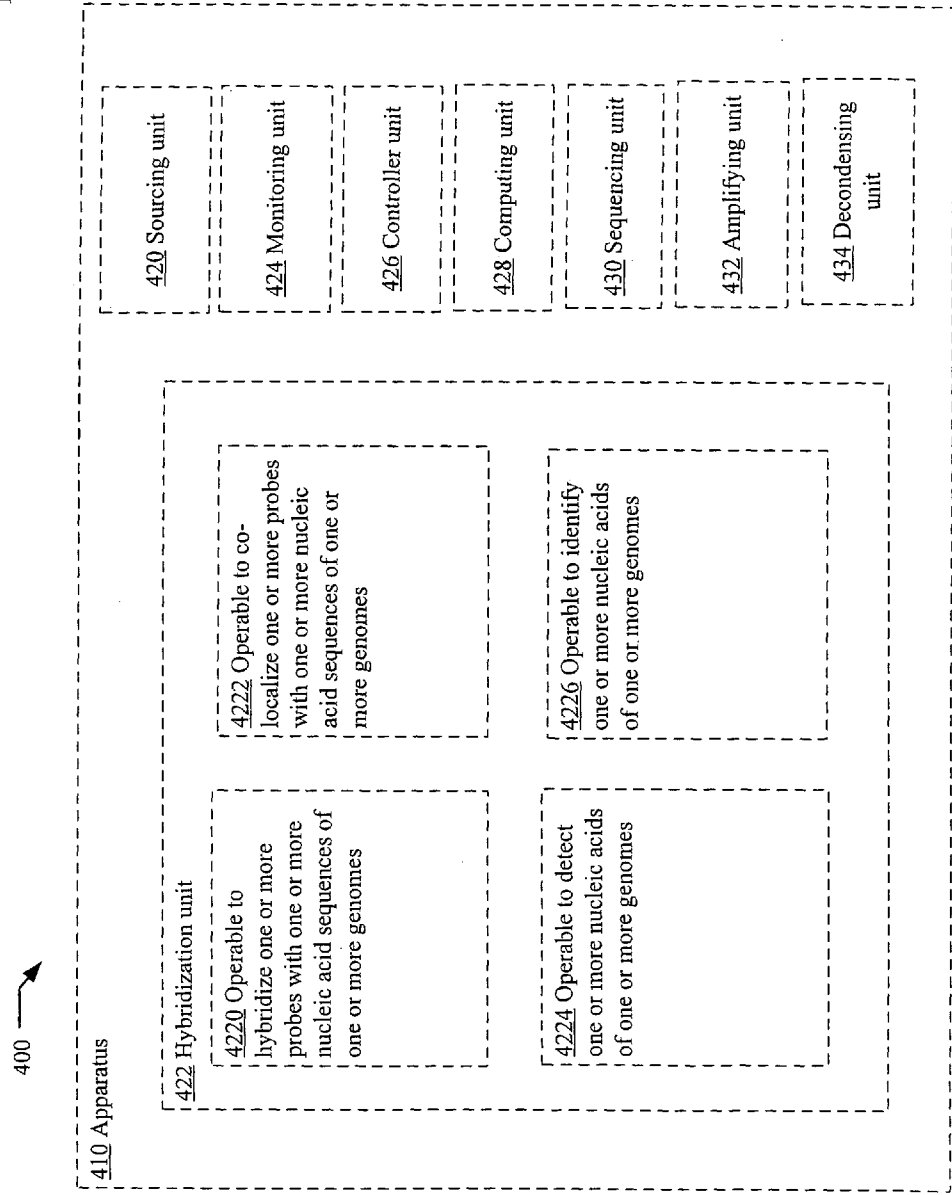 400
410 Apparatus
422 Hybridization unit
4220 Operable to
hybridize one or more
probes with one or more
nucleic acid sequences of
one or more genomes
4222 Operable to co-
localize one or more probes
with one or more nucleic
acid sequences of one or
more genomes
4224 Operable to detect
one or more nucleic acids
of one or more genomes
4226 Operable to identify
one or more nucleic acids
of one or more genomes
420 Sourcing unit
424 Monitoring unit
426 Controller unit
428 Computing unit
430 Sequencing unit
432 Amplifying unit
434 Decondensing
unit